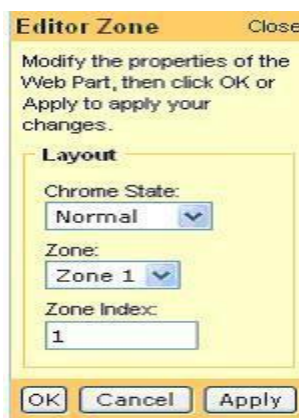 Editor Zone Close
Modify the properties of the
Web Part, then click OK or
Apply to apply your
changes.
Layout
Chrome State:
Normal
Zone:
Zone 1
Zone Index:
1
OK Cancel Apply